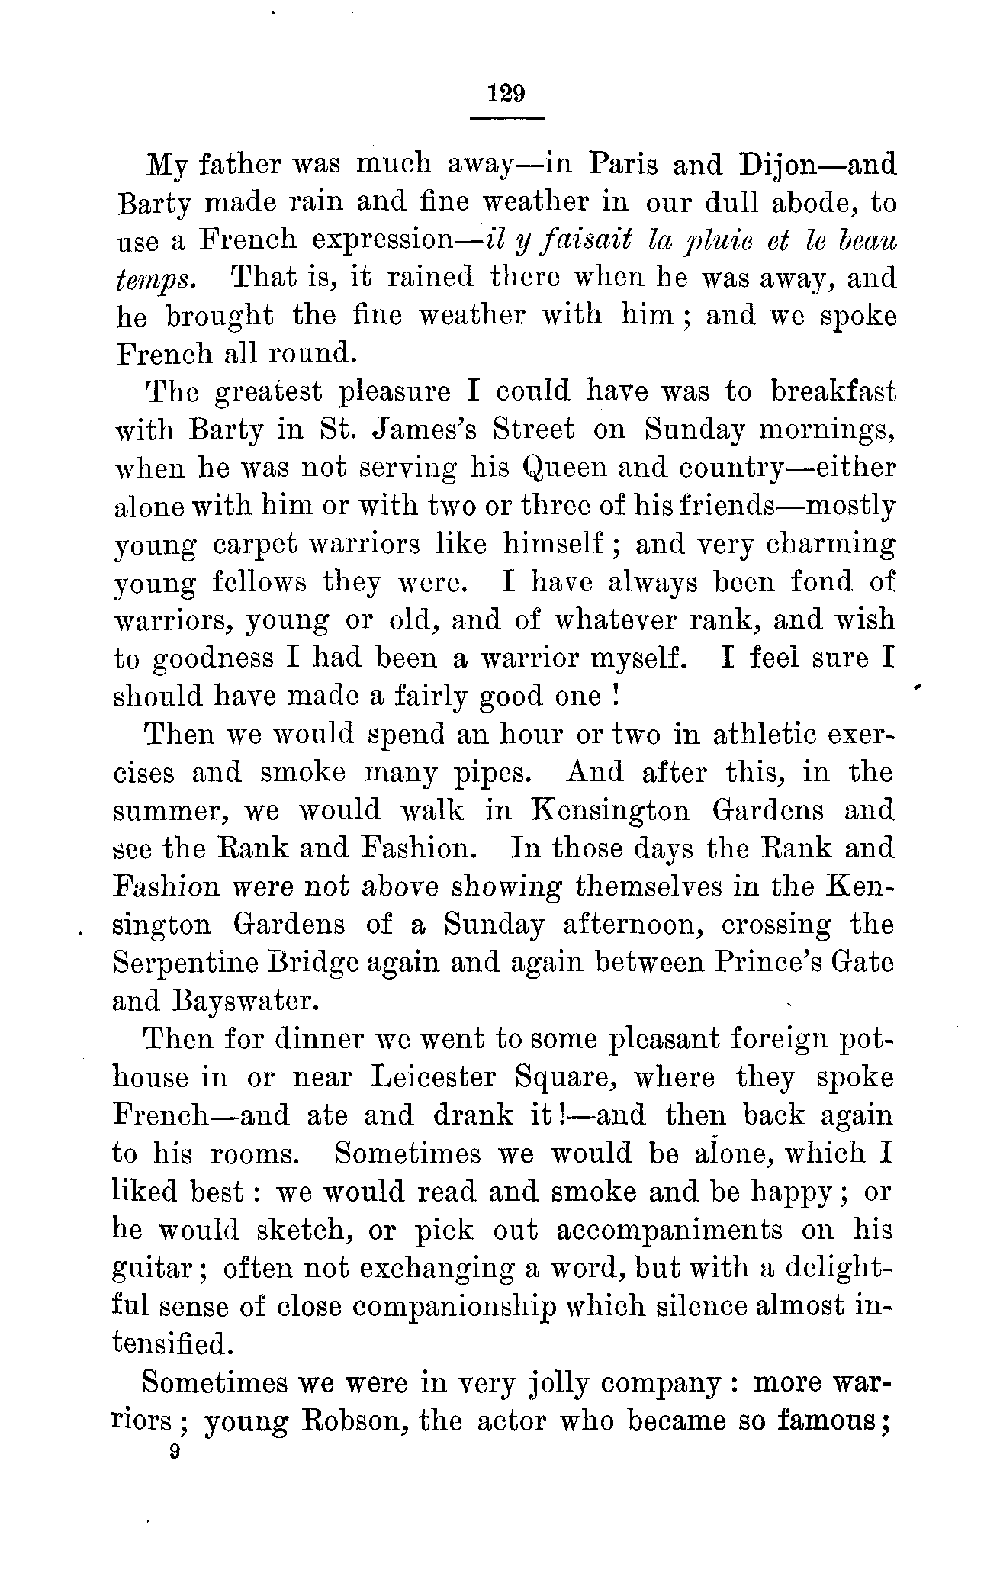 129
My father was much away—in Paris and Dijon—and
Barty made rain and fine weather in our dull abode, to
use a French expression—il y faisait la pluie et le beau
temps. That is, it rained there when he was away, and
he brought the fine weather with him ; and we spoke
French all round.
The greatest pleasure I could have was to breakfast
with Barty in St. James's Street on Sunday mornings,
when he was not serving his Queen and country—either
alone with him or with two or three of his friends—mostly
young carpet warriors like himself ; and very charming
young fellows they were. I have always been fond of
warriors, young or old, and of whatever rank, and wish
to goodness I had been a warrior myself. I feel sure I
should have made a fairly good one !
Then we would spend an hour or two in athletic exer-
cises and smoke many pipes. And after this, in the
summer, we would walk in Kensington Gardens and
see the Rank and Fashion. In those days the Rank and
Fashion were not above showing themselves in the Ken-
sington Gardens of a Sunday afternoon, crossing the
Serpentine Bridge again and again between Prince's Gate
and Bayswater.
Then for dinner we went to some pleasant foreign pot-
house in or near Leicester Square, where they spoke
French—and ate and drank it !—and then back again
to his rooms. Sometimes we would be alone, which I
liked best : we would read and smoke and be happy ; or
he would sketch, or pick out accompaniments on his
guitar ; often not exchanging a word, but with a delight-
ful sense of close companionship which silence almost in-
tensified.
Sometimes we were in very jolly company : more war-
riors ; young Robson, the actor who became so famous ;
9